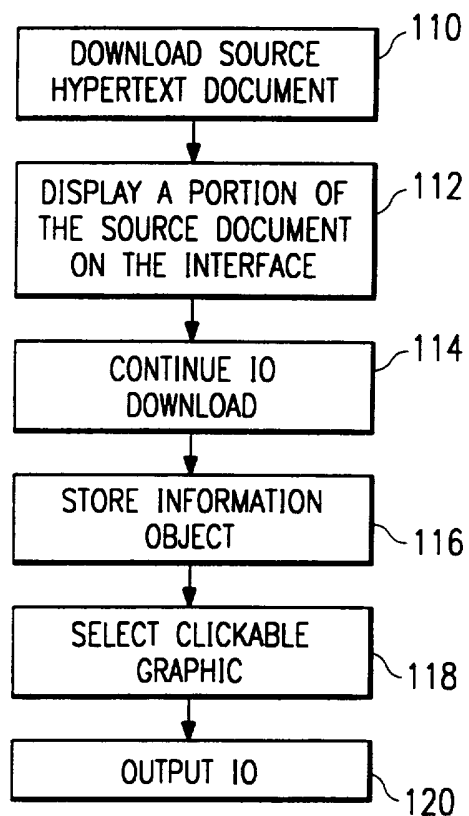 110
DOWNLOAD SOURCE
HYPERTEXT DOCUMENT
112
DISPLAY A PORTION OF
THE SOURCE DOCUMENT
ON THE INTERFACE
114
CONTINUE IO
DOWNLOAD
STORE INFORMATION
OBJECT
116
SELECT CLICKABLE
GRAPHIC
118
OUTPUT IO
120